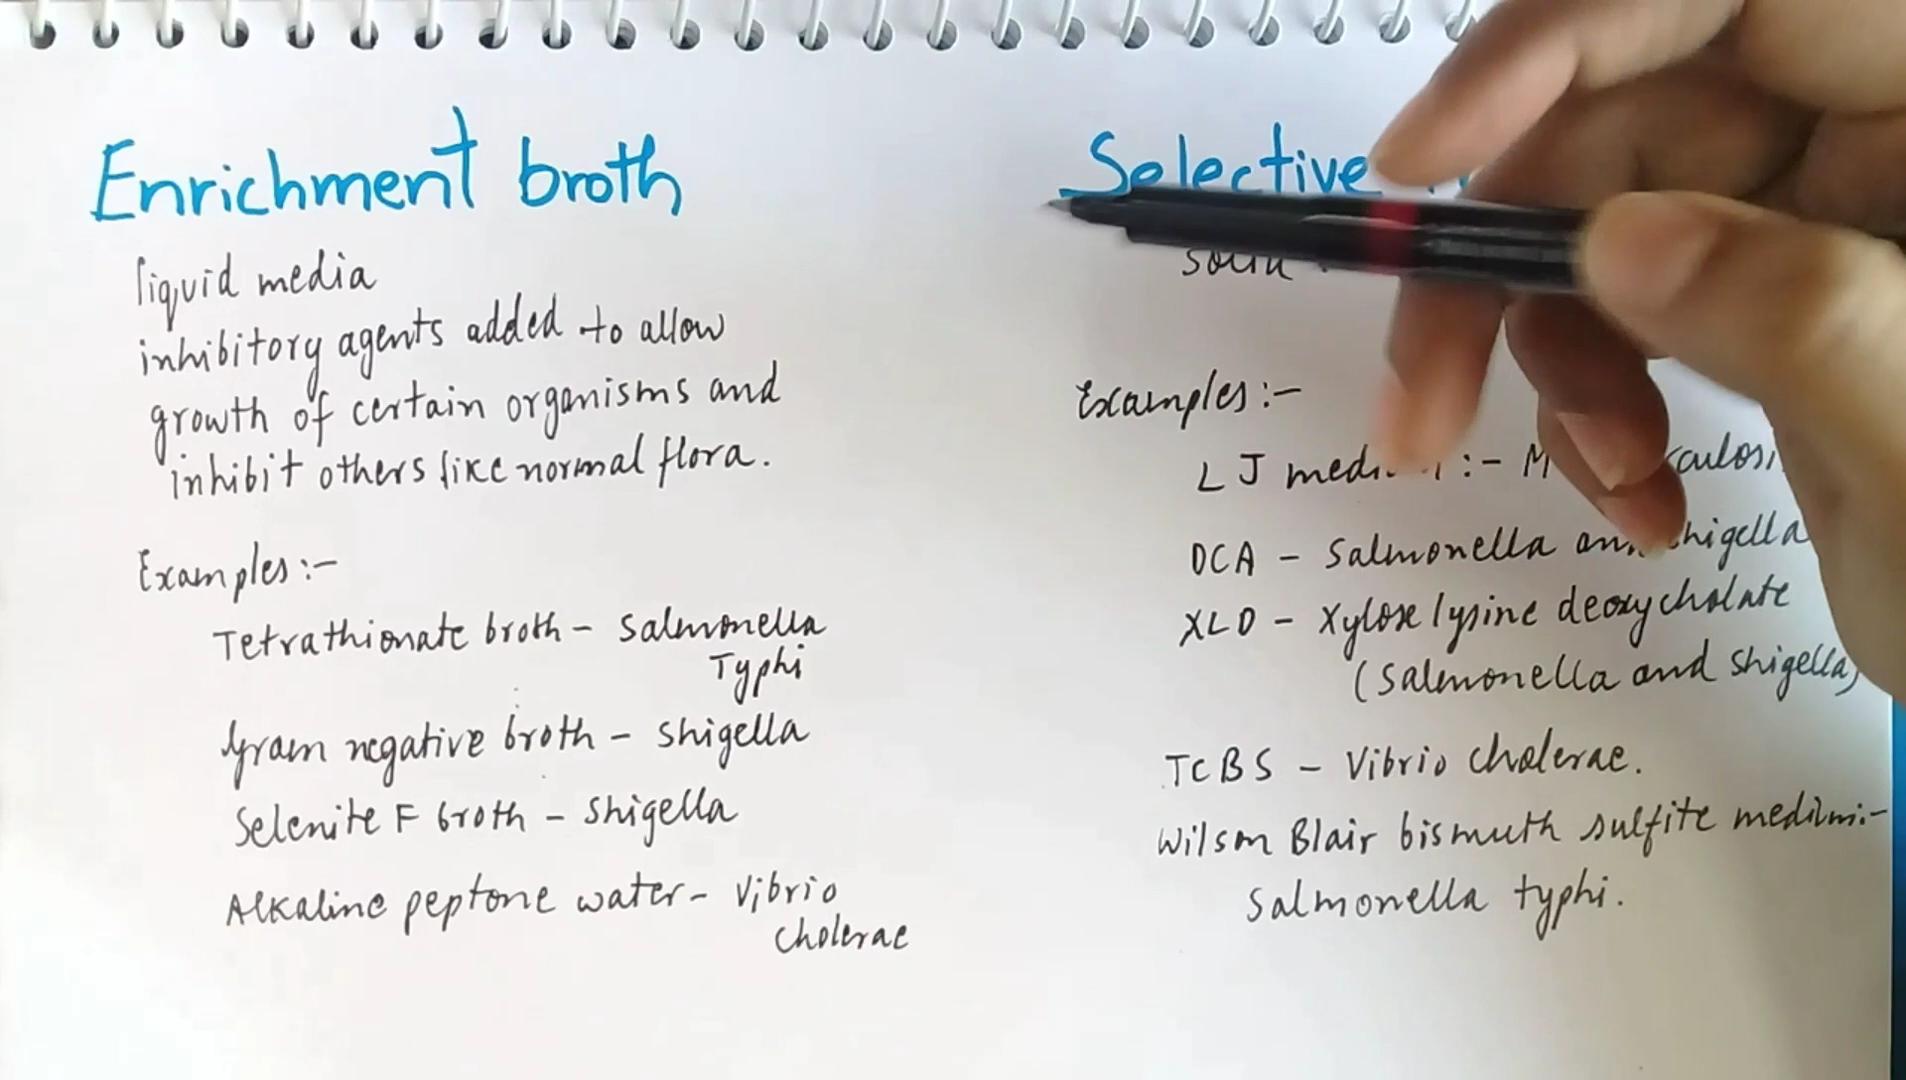 Enrichment broth
liquid media
inhibitory agents added to allow
growth of certain organisms and
inhibit others like normal flora.
Examples:-
Tetrathionate broth - Salmonella
Typhi
Gram negative broth - Shigella
Selenite F broth - Shigella
Alkaline peptone water - Vibrio
cholerae
Selective
Examples:-
LJ :-
DCA - Salmonella
XLD - Xylose lysine deoxycholate
(Salmonella and Shigella)
TCBS - Vibrio cholerae.
Wilson Blair bismuth sulfite medium:-
Salmonella typhi.